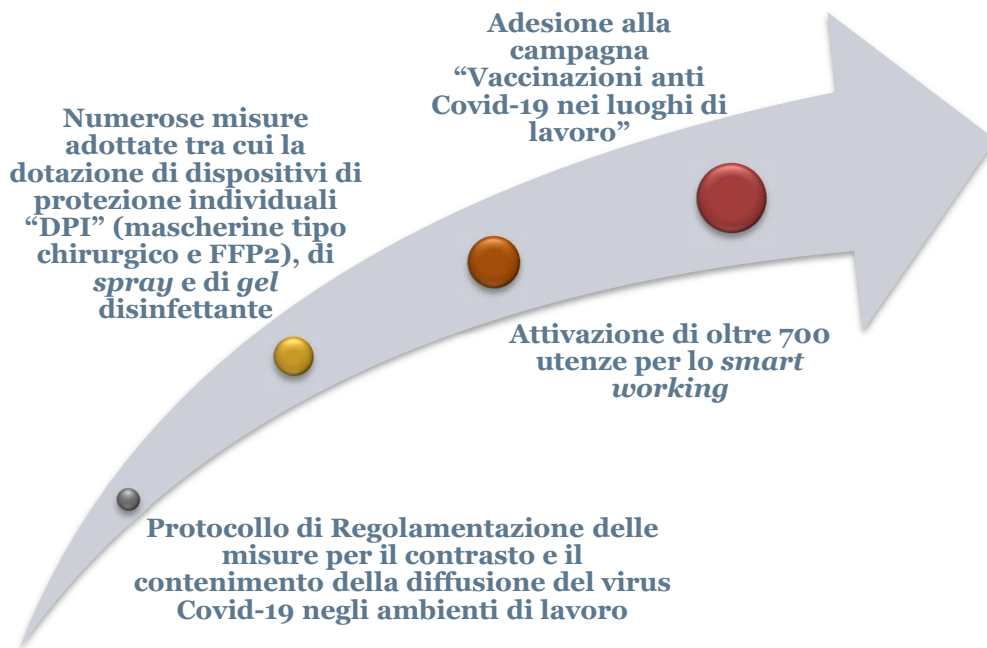 Adesione alla
campagna
“Vaccinazioni anti
Covid-19 nei luoghi di
lavoro”
Numerose misure
adottate tra cui la
dotazione di dispositivi di
protezione individuali
“DPI” (mascherine tipo
chirurgico e FFP2), di
spray e di gel
disinfettante
Attivazione di oltre 700
utenze per lo smart
working
Protocollo di Regolamentazione delle
misure per il contrasto e il
contenimento della diffusione del virus
Covid-19 negli ambienti di lavoro